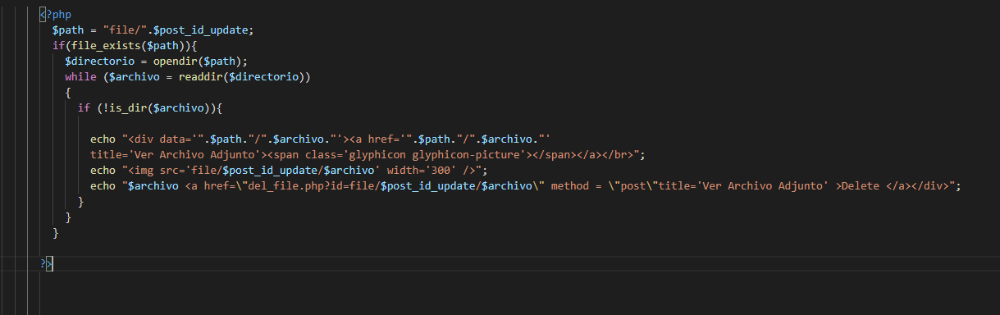 <?php
$path = "file/".$post_id_update;
if(file_exists($path)){
$directorio = opendir($path);
while ($archivo = readdir($directorio))
{
if (!is_dir($archivo)){
echo "<div data='".$path."/".$archivo."'><a href='".$path."/".$archivo."'
title='Ver Archivo Adjunto'><span class='glyphicon glyphicon-picture'></span></a></br>";
echo "<img src='file/$post_id_update/$archivo' width='300' />";
echo "$archivo <a href=\"del_file.php?id=file/$post_id_update/$archivo\" method = \"post\"title='Ver Archivo Adjunto' >Delete </a></div>";
}
}
}
?>